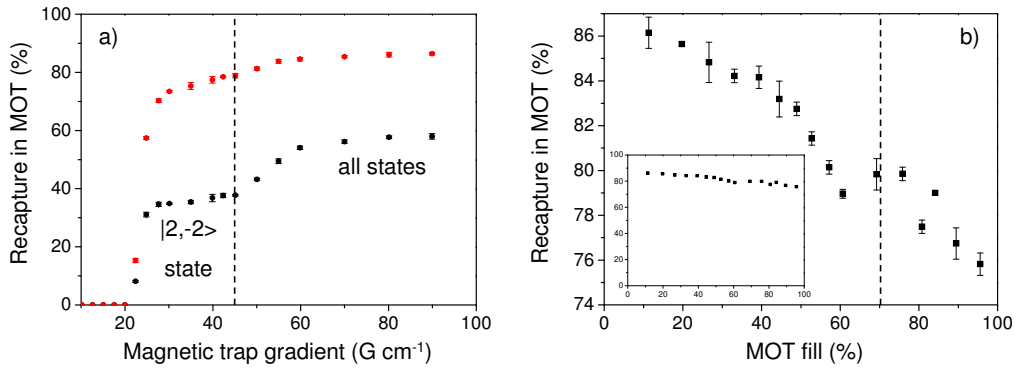 a)
Recapture in MOT (%)
100
80
60
40
20
0
all states
|2,-2>
state
20 40 60 80 100
Magnetic trap gradient (G cm⁻¹)
b)
Recapture in MOT (%)
86
84
82
80
78
76
74
100
80
60
40
20
0
0 20 40 60 80 100
0 20 40 60 80 100
MOT fill (%)